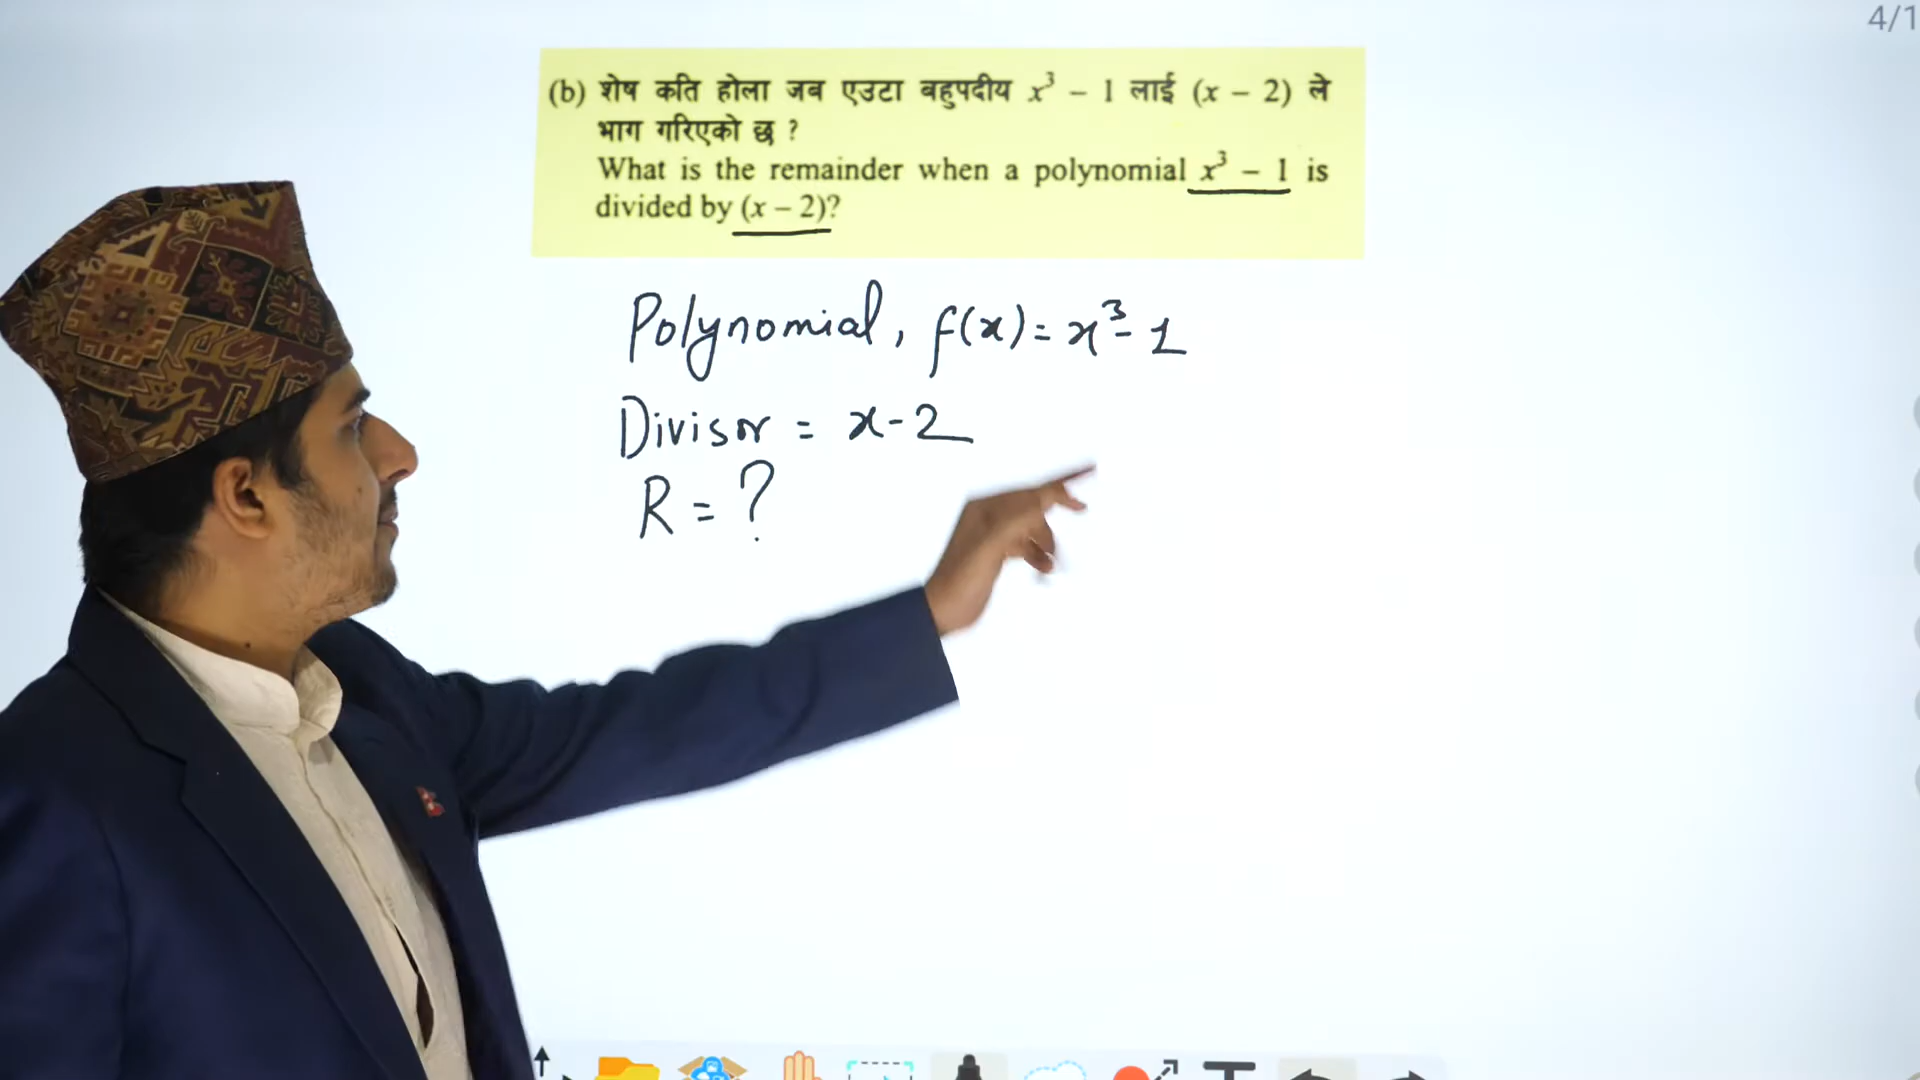 4/1
(b) शेष कति होला जब एउटा बहुपदीय x³ – 1 लाई (x – 2) ले
भाग गरिएको छ ?
What is the remainder when a polynomial x³ – 1 is
divided by (x – 2)?
Polynomial, f(x) = x³ - 1
Divisor = x - 2
R = ?